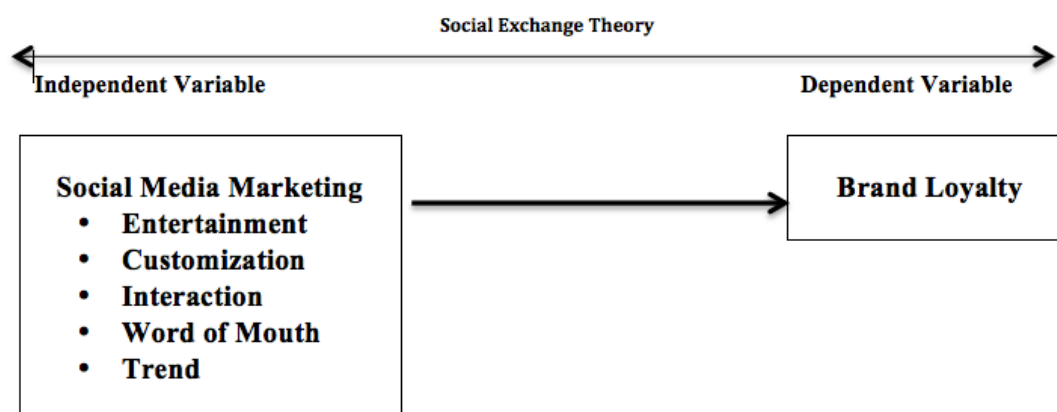 Social Exchange Theory
Independent Variable
Dependent Variable
Social Media Marketing
• Entertainment
• Customization
• Interaction
• Word of Mouth
• Trend
Brand Loyalty